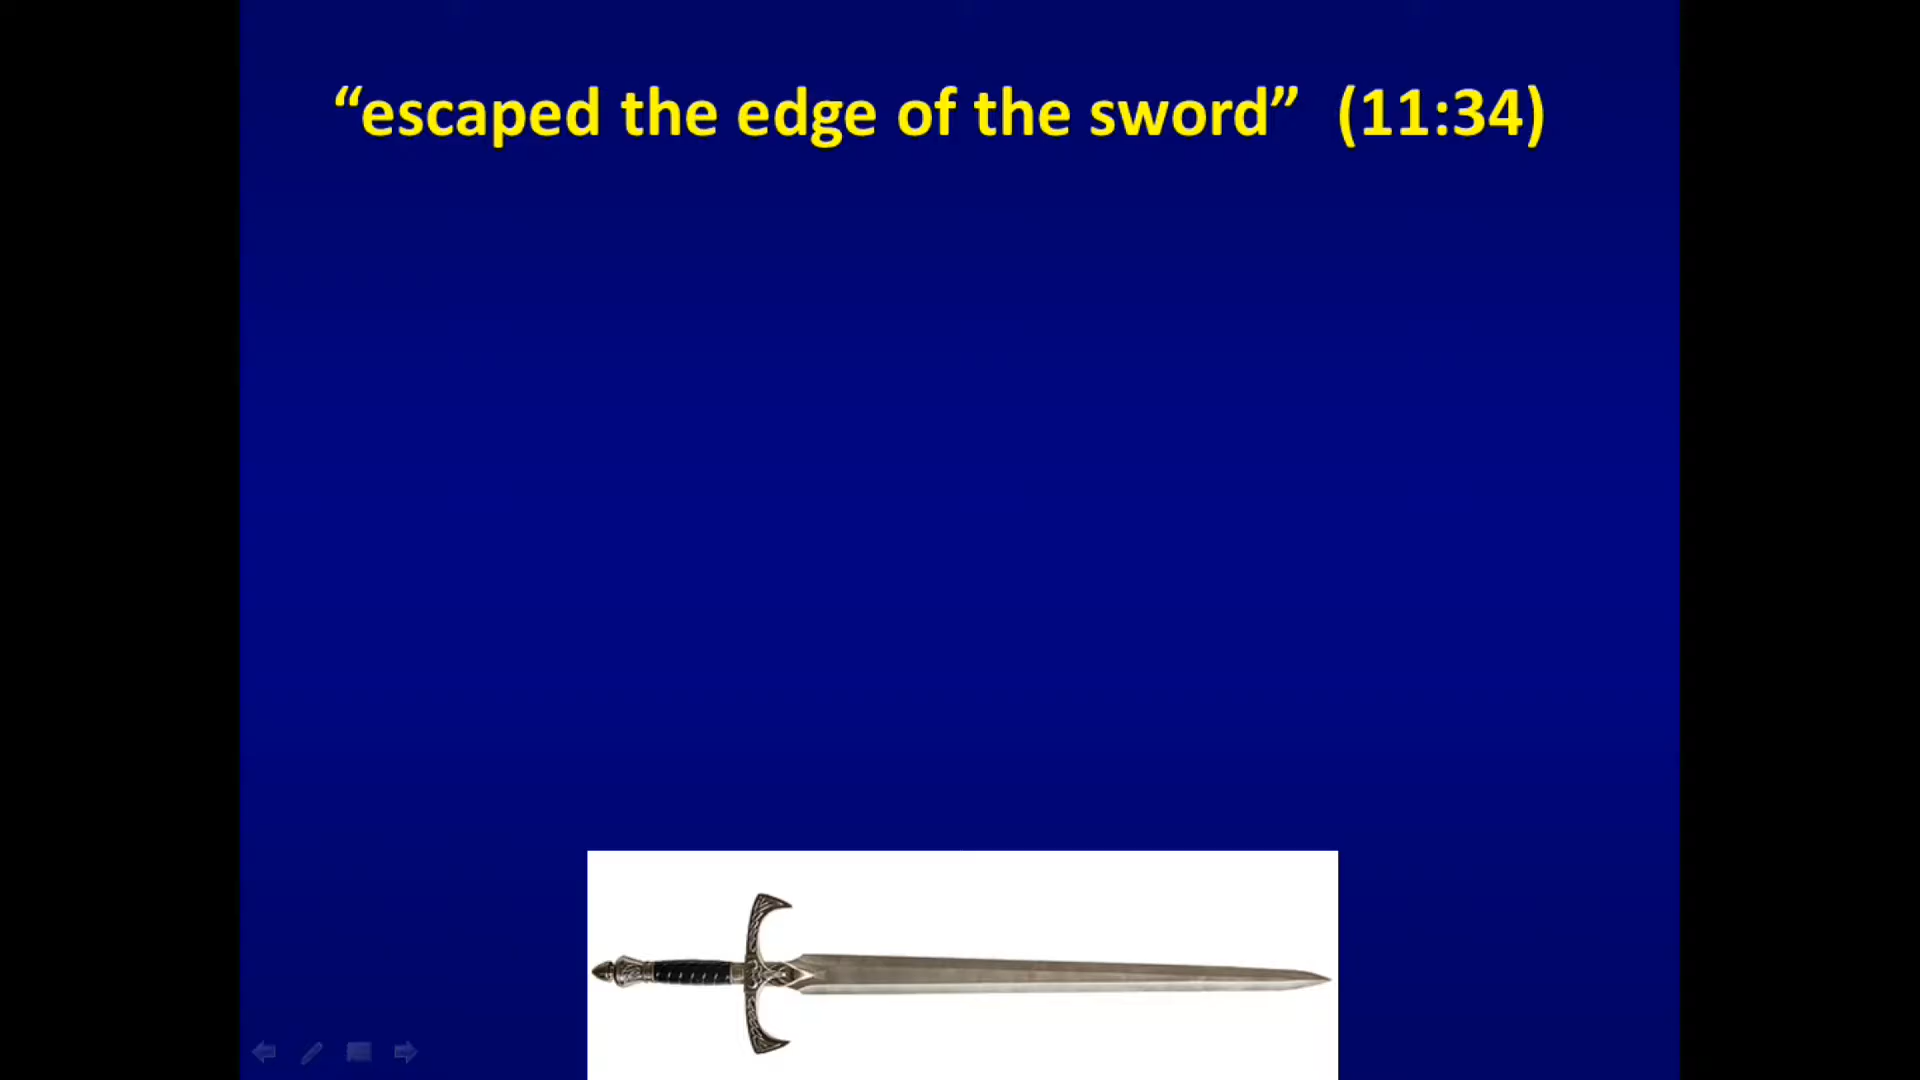 “escaped the edge of the sword”  (11:34)